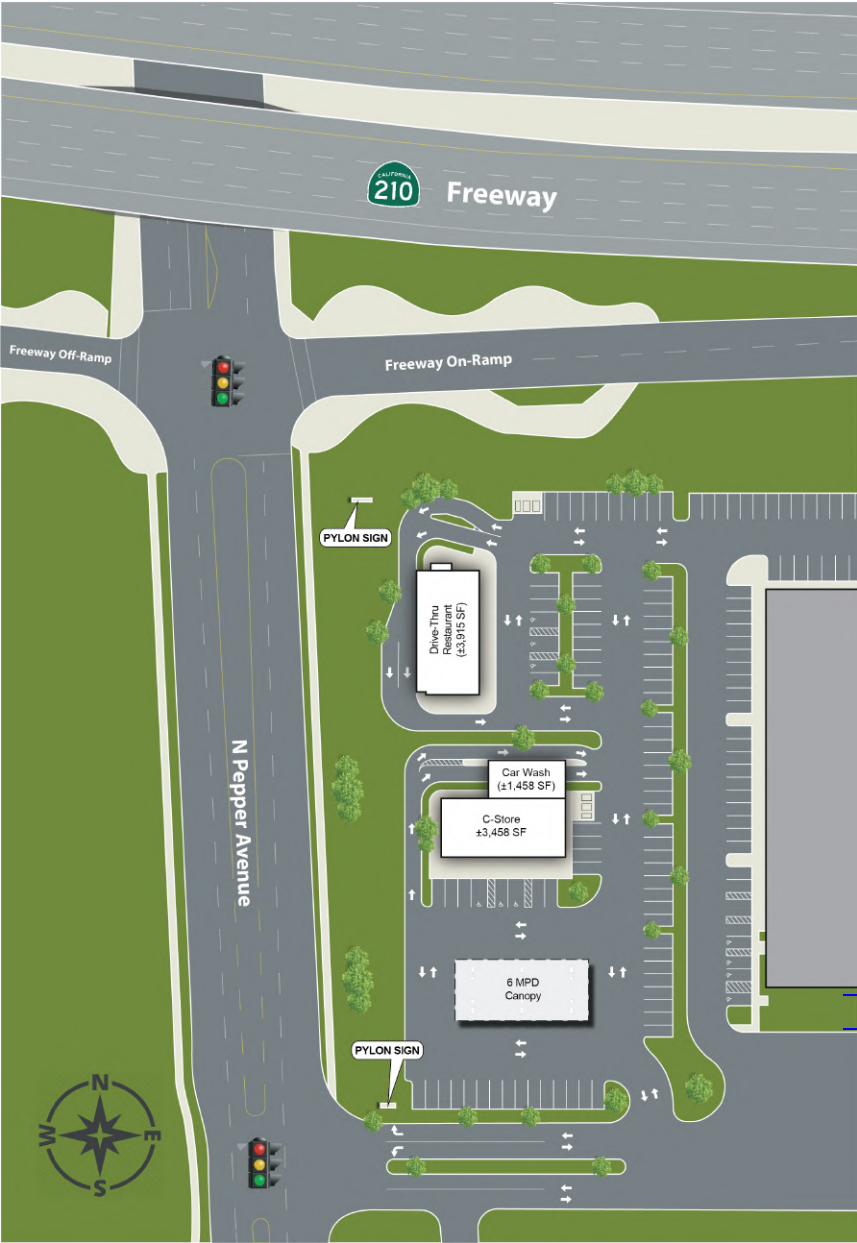 CALIFORNIA
210
Freeway
Freeway Off-Ramp
Freeway On-Ramp
PYLON SIGN
Drive-Thru
Restaurant
(±3,915 SF)
N Pepper Avenue
Car Wash
(±1,458 SF)
C-Store
±3,458 SF
6 MPD
Canopy
PYLON SIGN
N
W
E
S